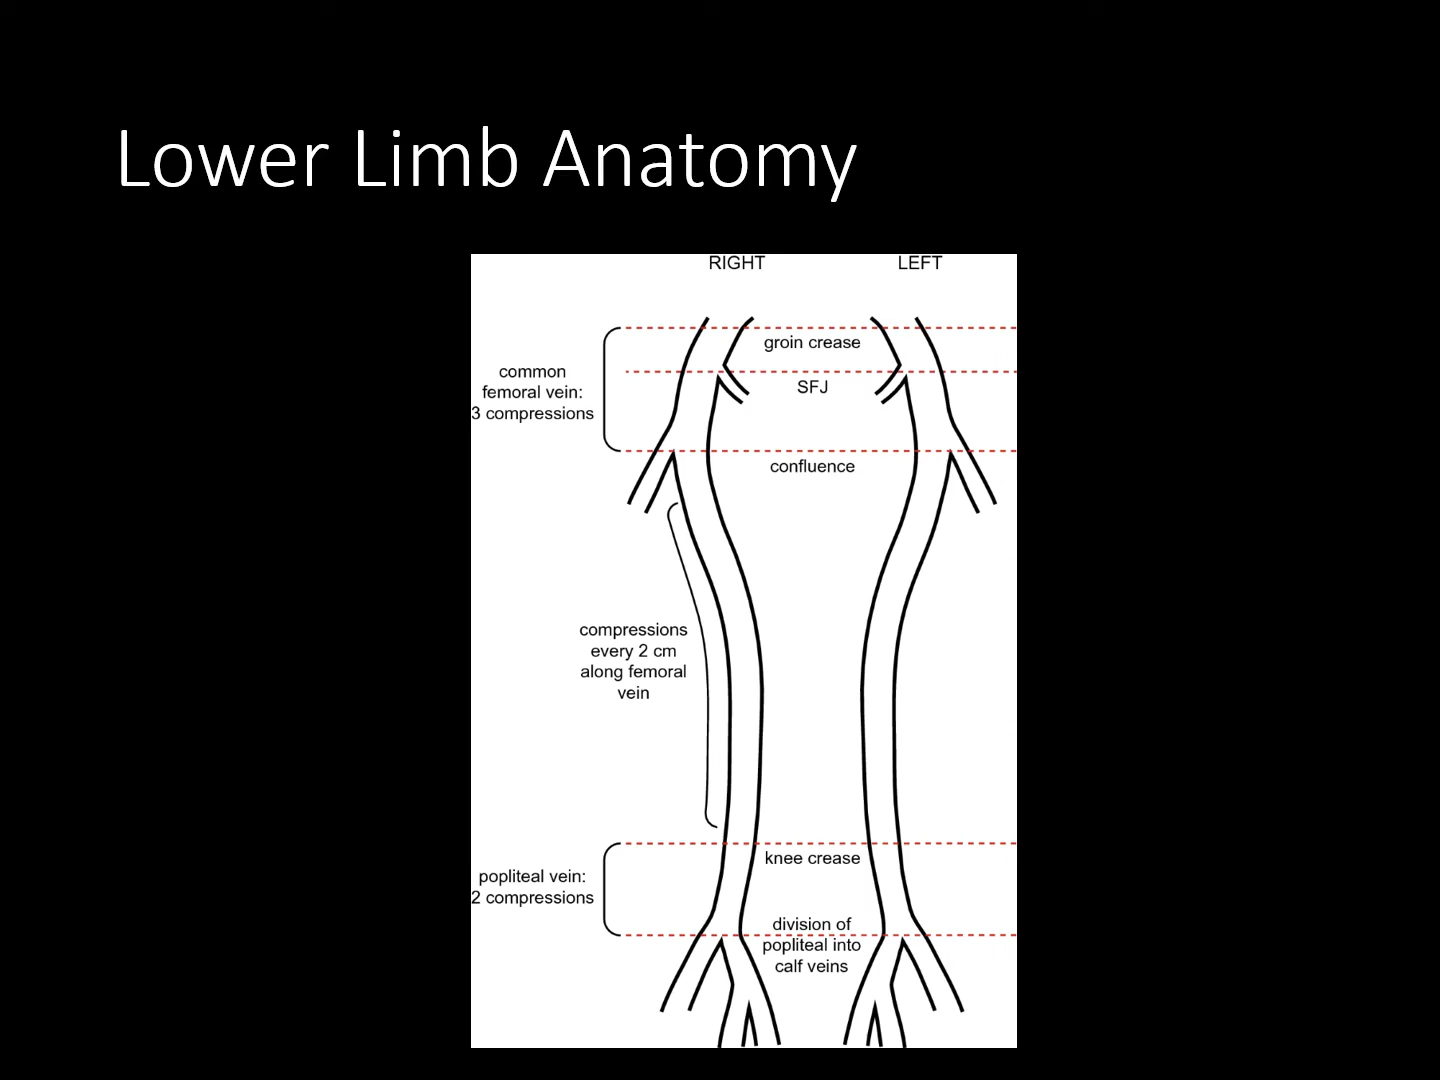 Lower Limb Anatomy
RIGHT
LEFT
groin crease
common
femoral vein:
3 compressions
SFJ
confluence
compressions
every 2 cm
along femoral
vein
knee crease
popliteal vein:
2 compressions
division of
popliteal into
calf veins